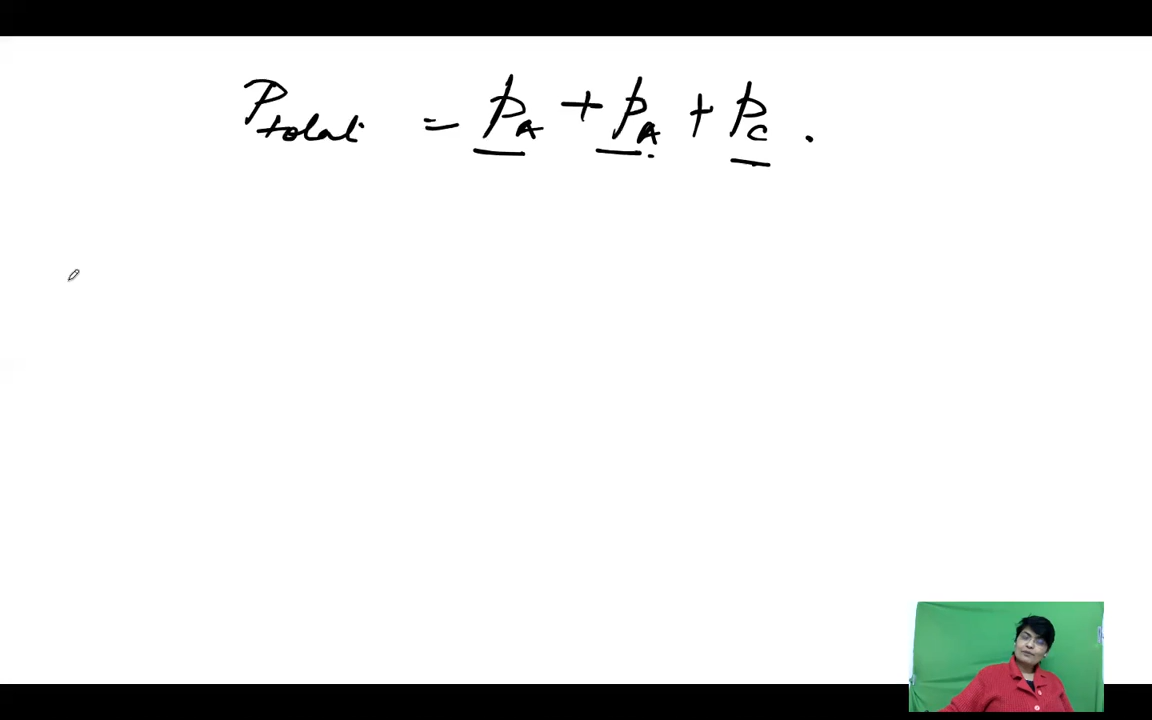 P_total = p_A + p_A + p_C .